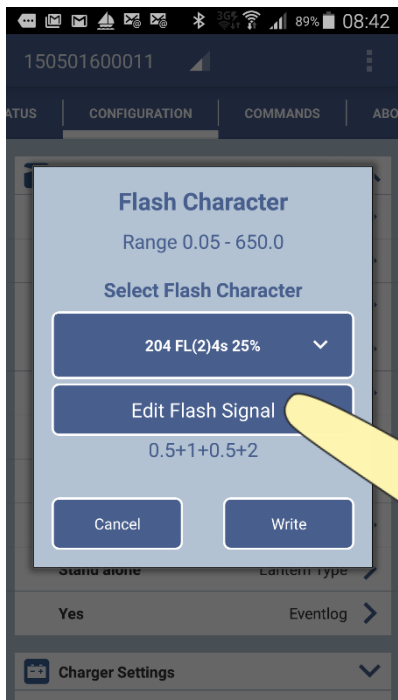 89% 08:42
150501600011
ATUS CONFIGURATION COMMANDS ABO
Flash Character
Range 0.05 - 650.0
Select Flash Character
204 FL(2)4s 25%
Edit Flash Signal
0.5+1+0.5+2
Cancel Write
Stand alone Lantern Type
Yes Eventlog
Charger Settings